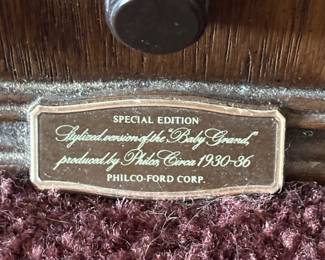 SPECIAL EDITION
Stylized version of the "Baby Grand,"
produced by Philco, Circa 1930-36
PHILCO-FORD CORP.